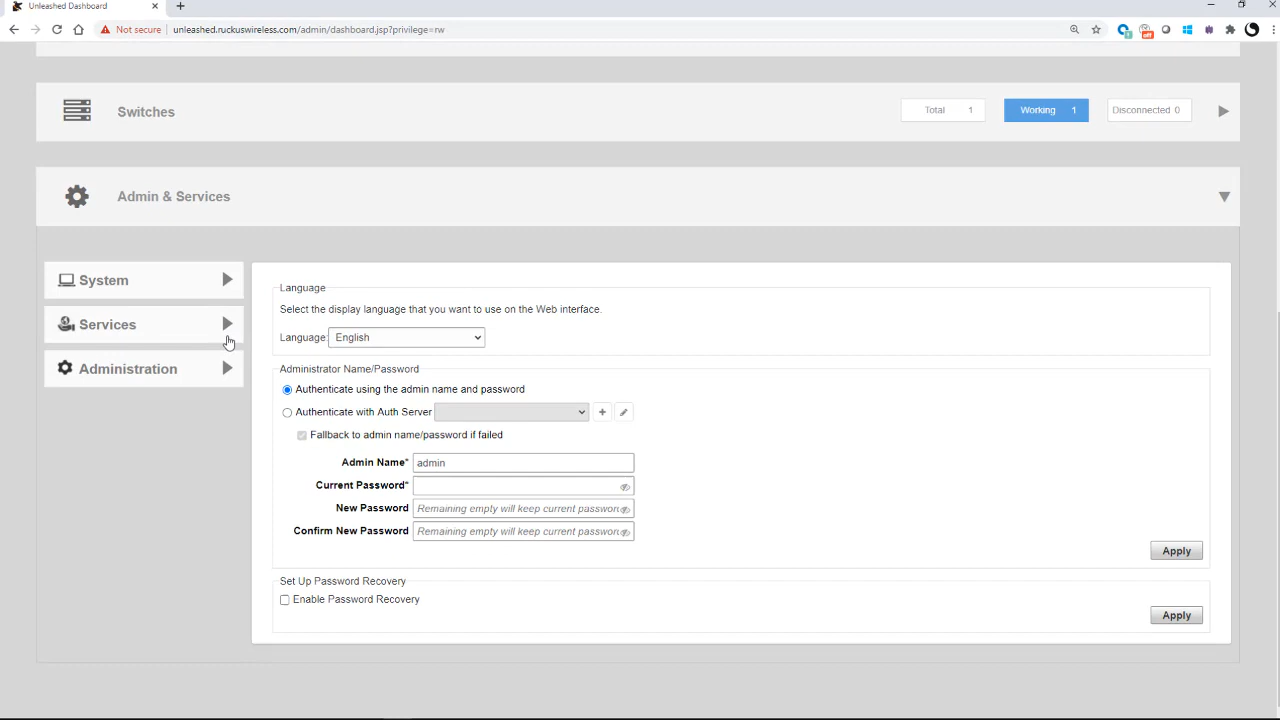 Unleashed Dashboard
Not secure unleashed.ruckuswireless.com/admin/dashboard.jsp?privilege=rw
off
Switches
Total 1
Working 1
Disconnected 0
Admin & Services
System
Services
Administration
Language
Select the display language that you want to use on the Web interface.
Language: English
Administrator Name/Password
Authenticate using the admin name and password
Authenticate with Auth Server
Fallback to admin name/password if failed
Admin Name* admin
Current Password*
New Password Remaining empty will keep current password
Confirm New Password Remaining empty will keep current password
Apply
Set Up Password Recovery
Enable Password Recovery
Apply